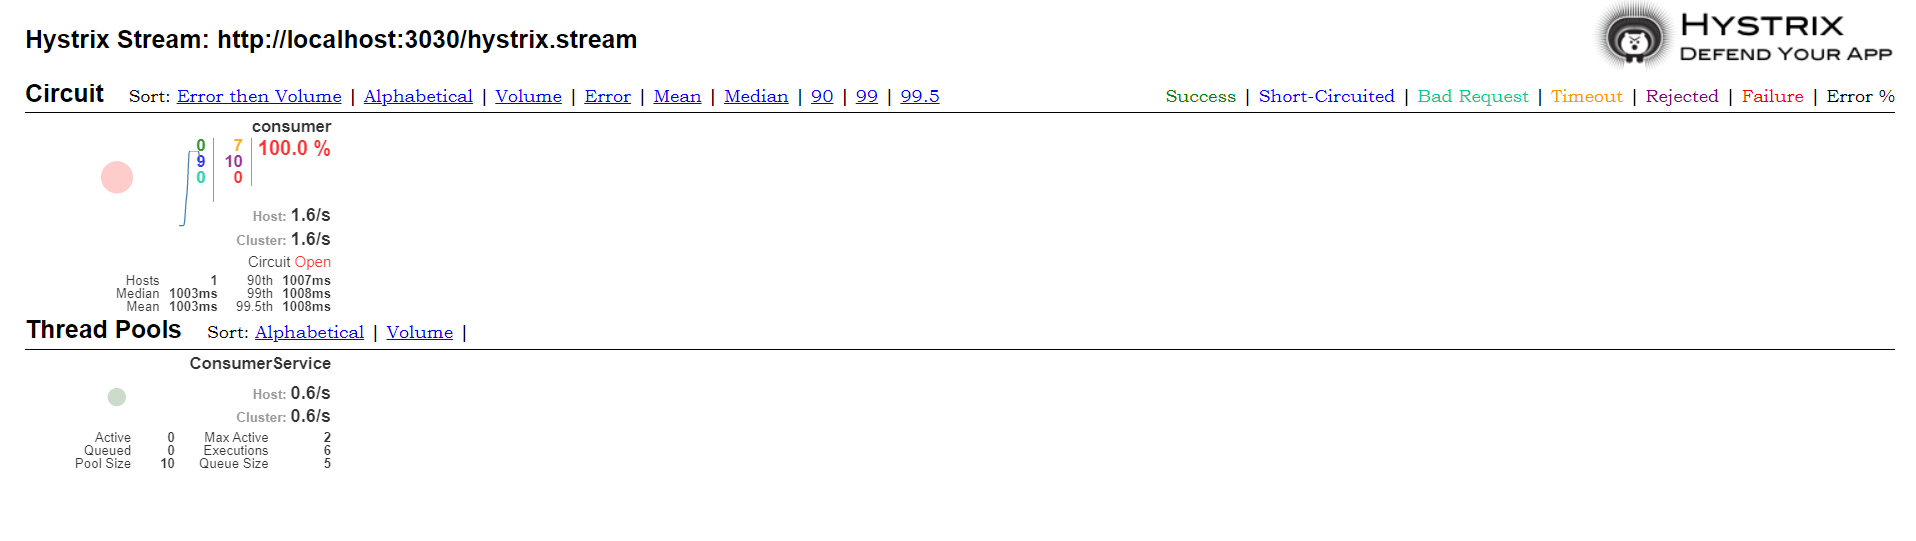 Hystrix Stream: http://localhost:3030/hystrix.stream
HYSTRIX
DEFEND YOUR APP
Circuit Sort: Error then Volume | Alphabetical | Volume | Error | Mean | Median | 90 | 99 | 99.5
Success | Short-Circuited | Bad Request | Timeout | Rejected | Failure | Error %
consumer
0 7 100.0 %
9 10
0 0
Host: 1.6/s
Cluster: 1.6/s
Circuit Open
Hosts 1 90th 1007ms
Median 1003ms 99th 1008ms
Mean 1003ms 99.5th 1008ms
Thread Pools Sort: Alphabetical | Volume |
ConsumerService
Host: 0.6/s
Cluster: 0.6/s
Active 0 Max Active 2
Queued 0 Executions 6
Pool Size 10 Queue Size 5